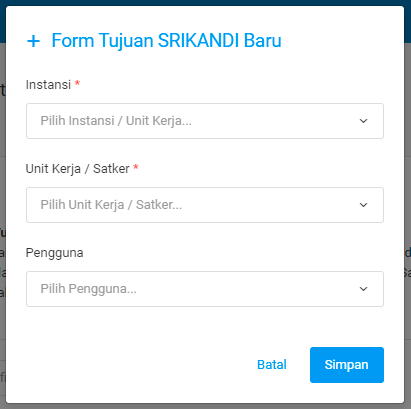 + Form Tujuan SRIKANDI Baru
Instansi *
Pilih Instansi / Unit Kerja...
Unit Kerja / Satker *
Pilih Unit Kerja / Satker...
Pengguna
Pilih Pengguna...
Batal
Simpan